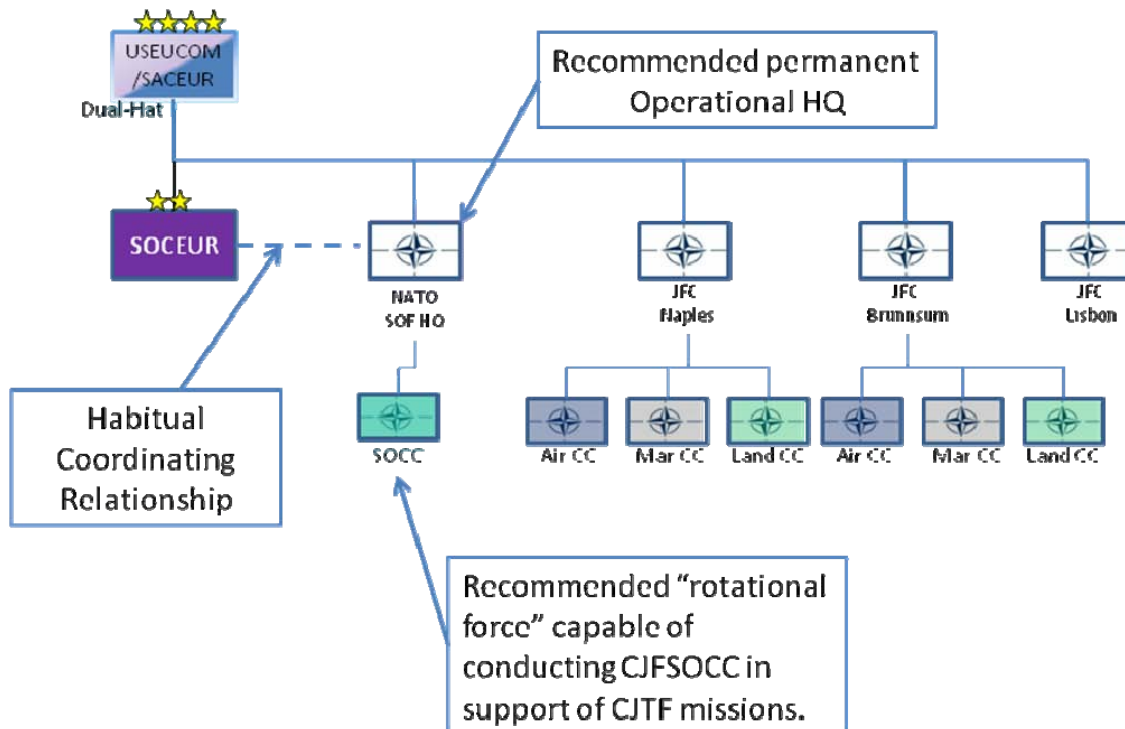 USEUCOM
/SACEUR
Dual-Hat
Recommended permanent
Operational HQ
SOCEUR
NATO
SOF HQ
JFC
Naples
JFC
Brunnsum
JFC
Lisbon
Habitual
Coordinating
Relationship
SOCC
Air CC
Mar CC
Land CC
Air CC
Mar CC
Land CC
Recommended “rotational
force” capable of
conducting CJFSOCC in
support of CJTF missions.